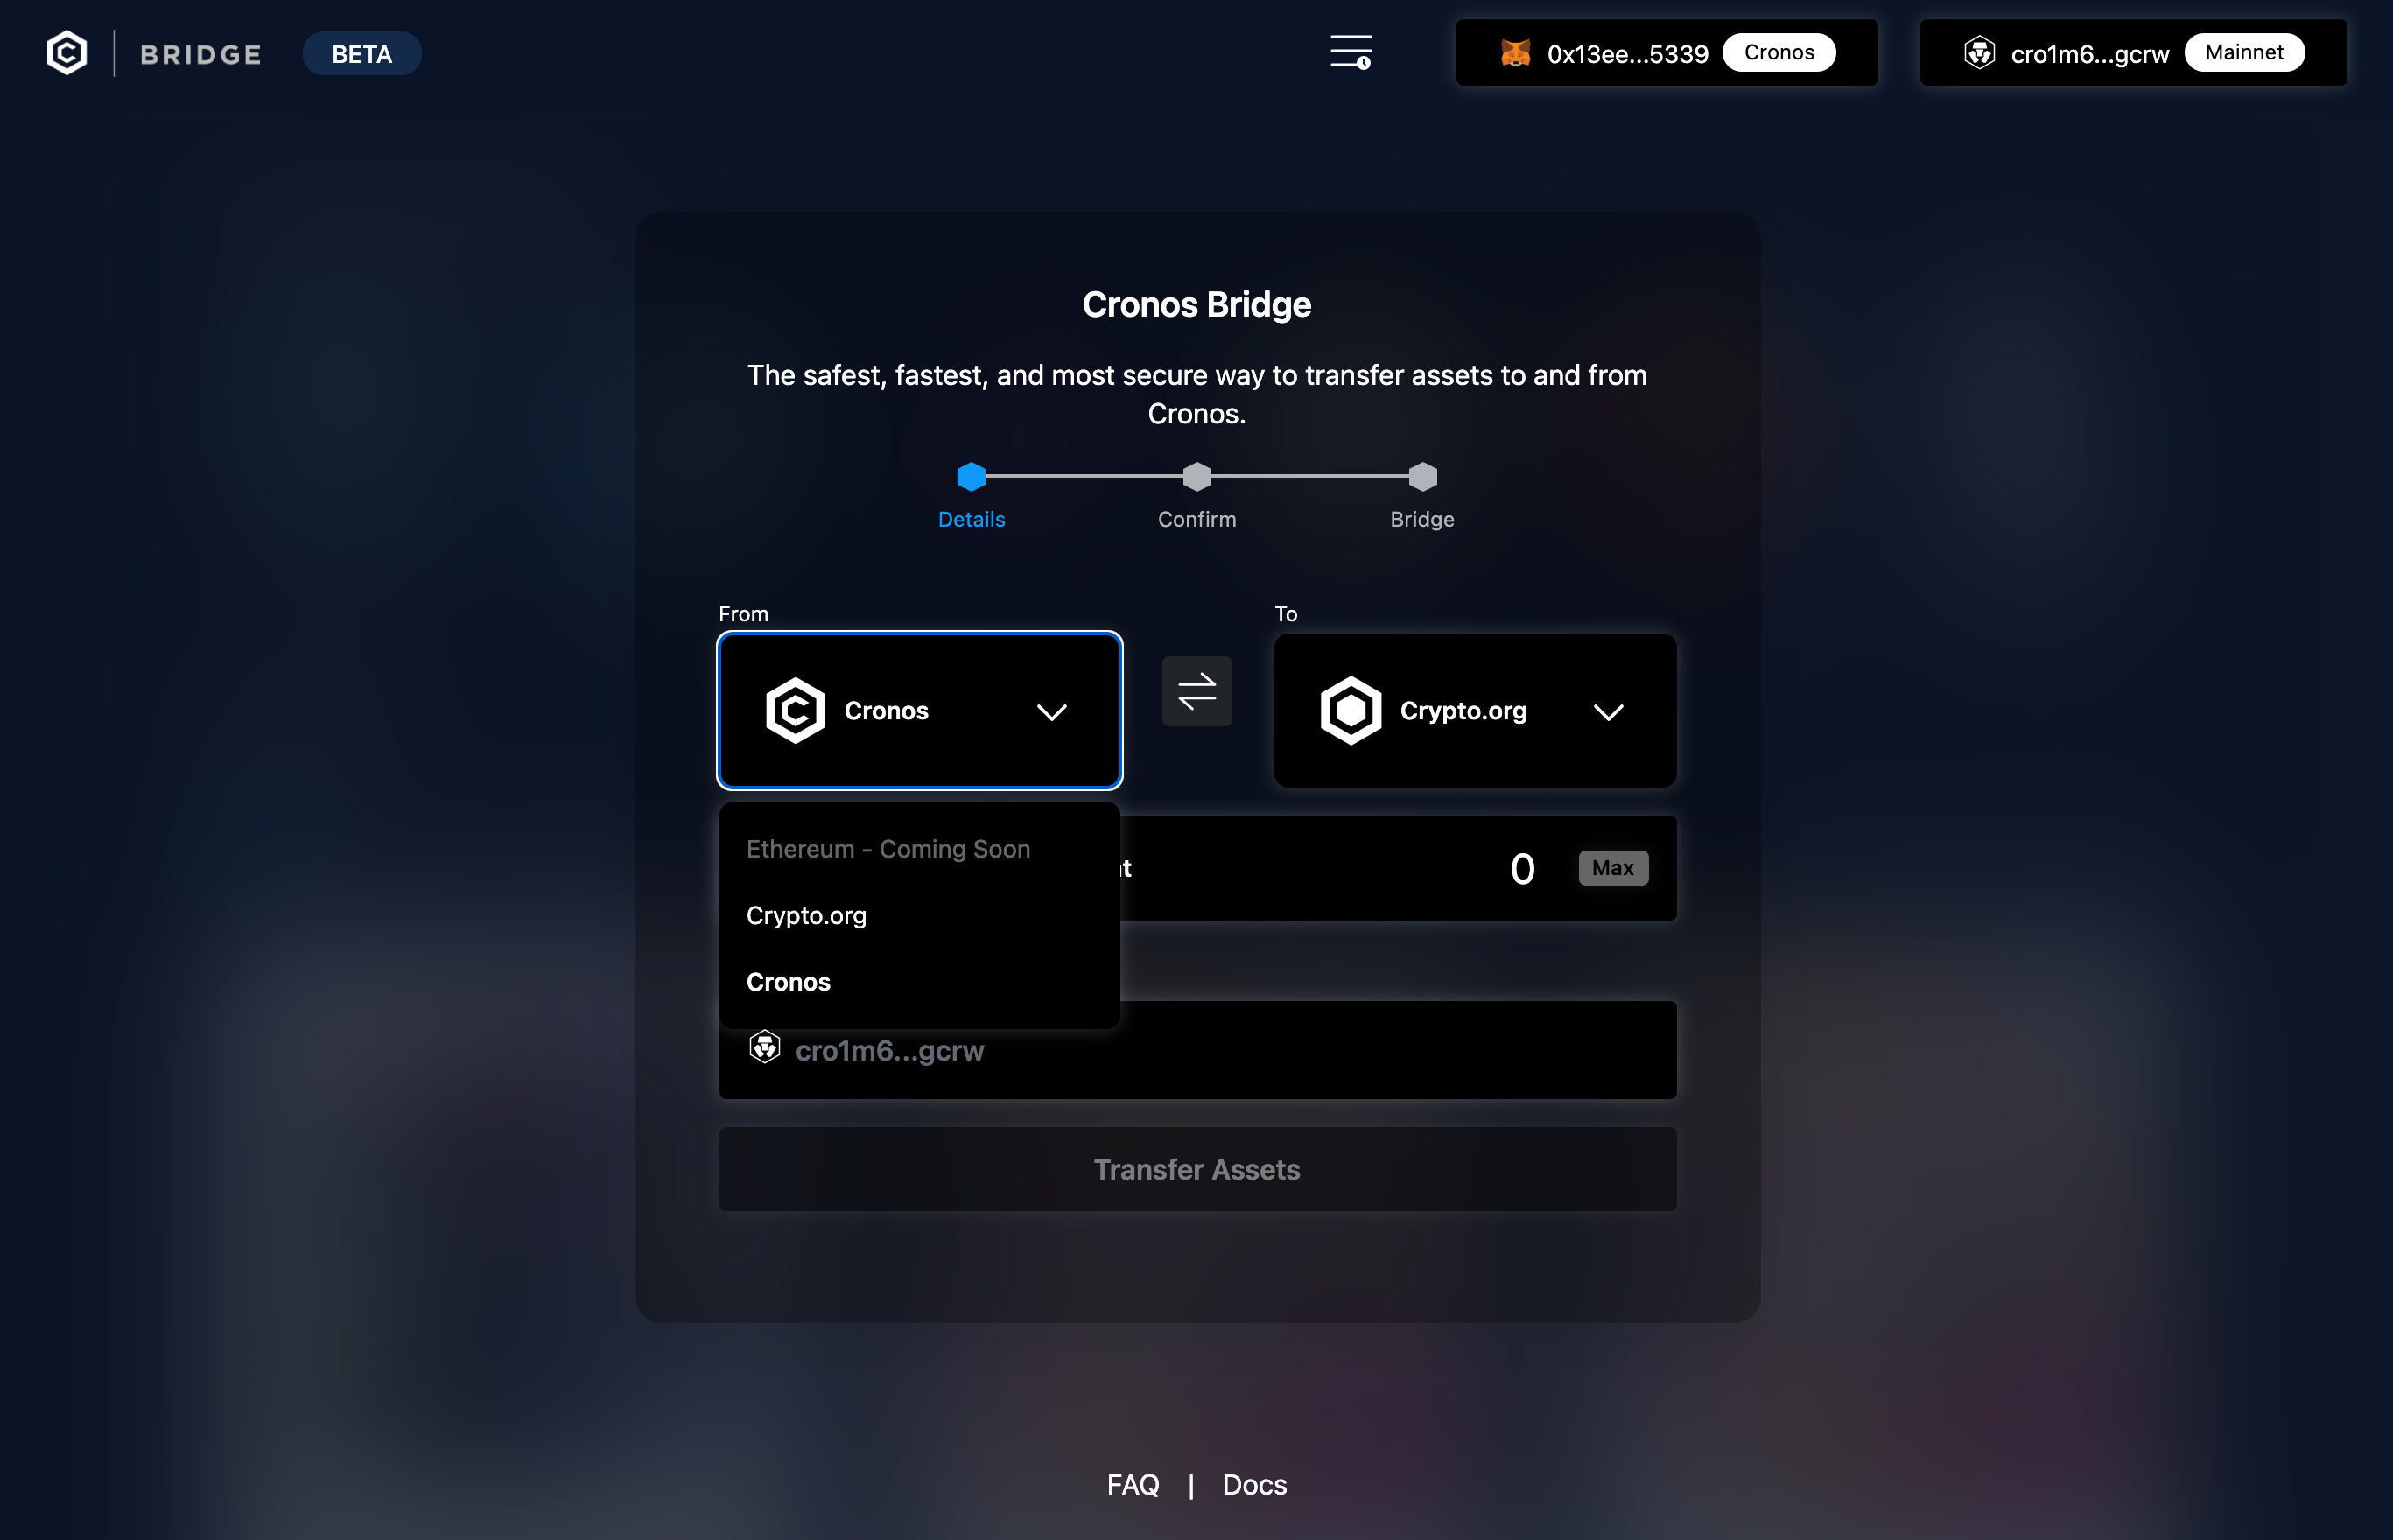 BRIDGE
BETA
0x13ee...5339
Cronos
cro1m6...gcrw
Mainnet
Cronos Bridge
The safest, fastest, and most secure way to transfer assets to and from
Cronos.
Details
Confirm
Bridge
From
To
Cronos
Crypto.org
Ethereum - Coming Soon
0
Max
Crypto.org
Cronos
cro1m6...gcrw
Transfer Assets
FAQ | Docs